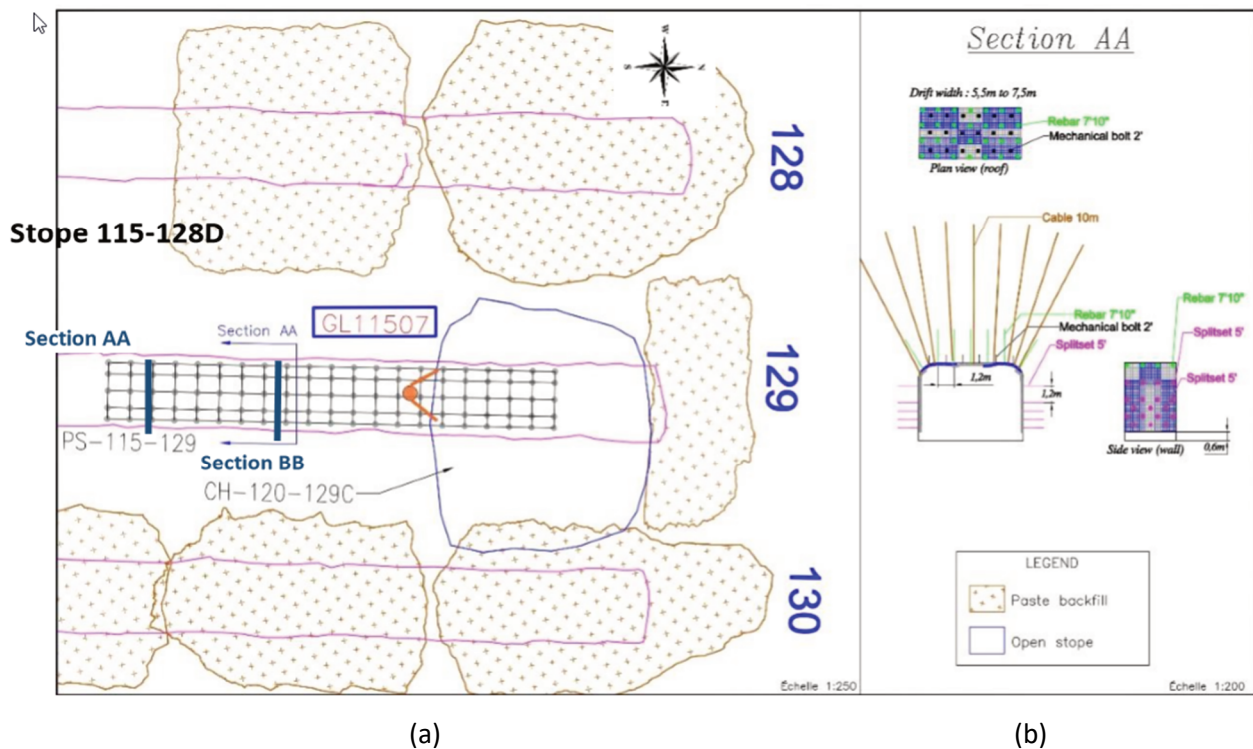 W
S
N
E
128
Stope 115-128D
GL11507
Section AA
Section AA
129
PS-115-129
Section BB
CH-120-129C
130
Échelle 1:250
(a)
Section AA
Drift width : 5,5m to 7,5m
Rebar 7'10"
Mechanical bolt 2'
Plan view (roof)
Cable 10m
Rebar 7'10"
Rebar 7'10"
Mechanical bolt 2'
Splitset 5'
Splitset 5'
1,2m
1,2m
Splitset 5'
Side view (wall)
0,6m
LEGEND
Paste backfill
Open stope
Échelle 1:200
(b)